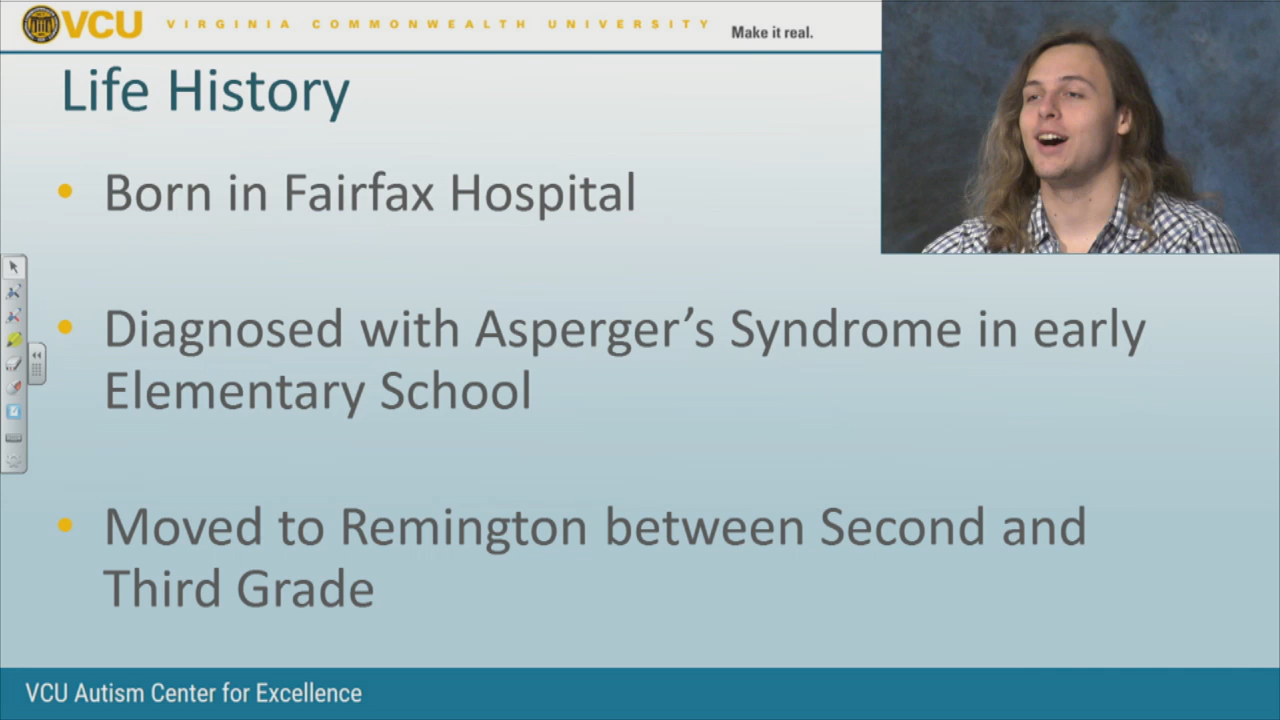 VCU VIRGINIA COMMONWEALTH UNIVERSITY Make it real.
Life History
• Born in Fairfax Hospital
• Diagnosed with Asperger’s Syndrome in early
Elementary School
• Moved to Remington between Second and
Third Grade
VCU Autism Center for Excellence